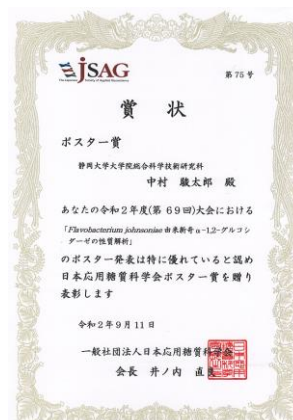 JSAG
第75号
賞状
ポスター賞
静岡大学大学院総合科学技術研究科
中村 駿太郎 殿
あなたの令和2年度(第69回)大会における
「Flavobacterium johnsoniae 由来新奇α-1,2-グルコシ
ダーゼの性質解析」
のポスター発表は特に優れていると認め
日本応用糖質科学会ポスター賞を贈り
表彰します
令和2年9月11日
一般社団法人日本応用糖質科学会
会長 井ノ内 直